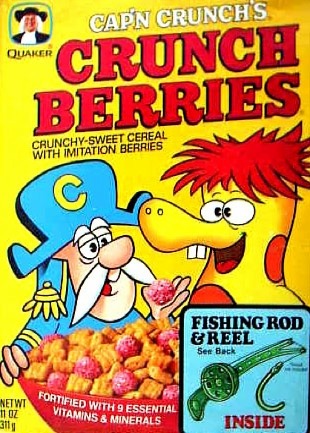 QUAKER
CAP'N CRUNCH'S
CRUNCH
BERRIES
CRUNCHY-SWEET CEREAL
WITH IMITATION BERRIES
C
FISHING ROD
& REEL
See Back
INSIDE
FORTIFIED WITH 9 ESSENTIAL
VITAMINS & MINERALS
NET WT
11 OZ
311 g